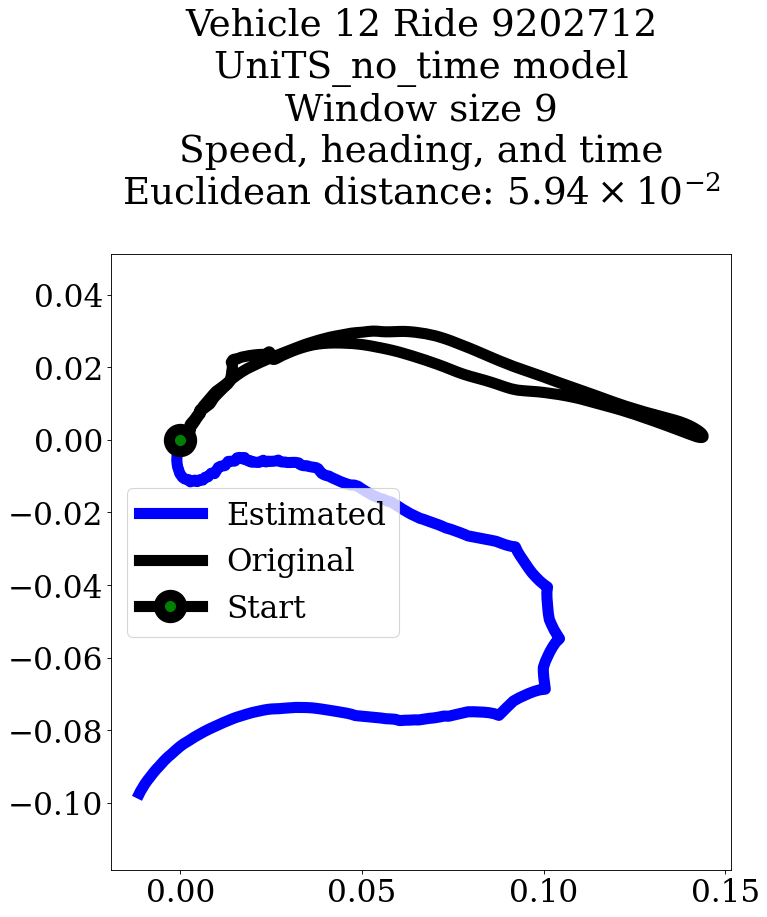 Vehicle 12 Ride 9202712
UniTS_no_time model
Window size 9
Speed, heading, and time
Euclidean distance: 5.94 × 10⁻²
0.04
0.02
0.00
−0.02
−0.04
−0.06
−0.08
−0.10
Estimated
Original
Start
0.00 0.05 0.10 0.15